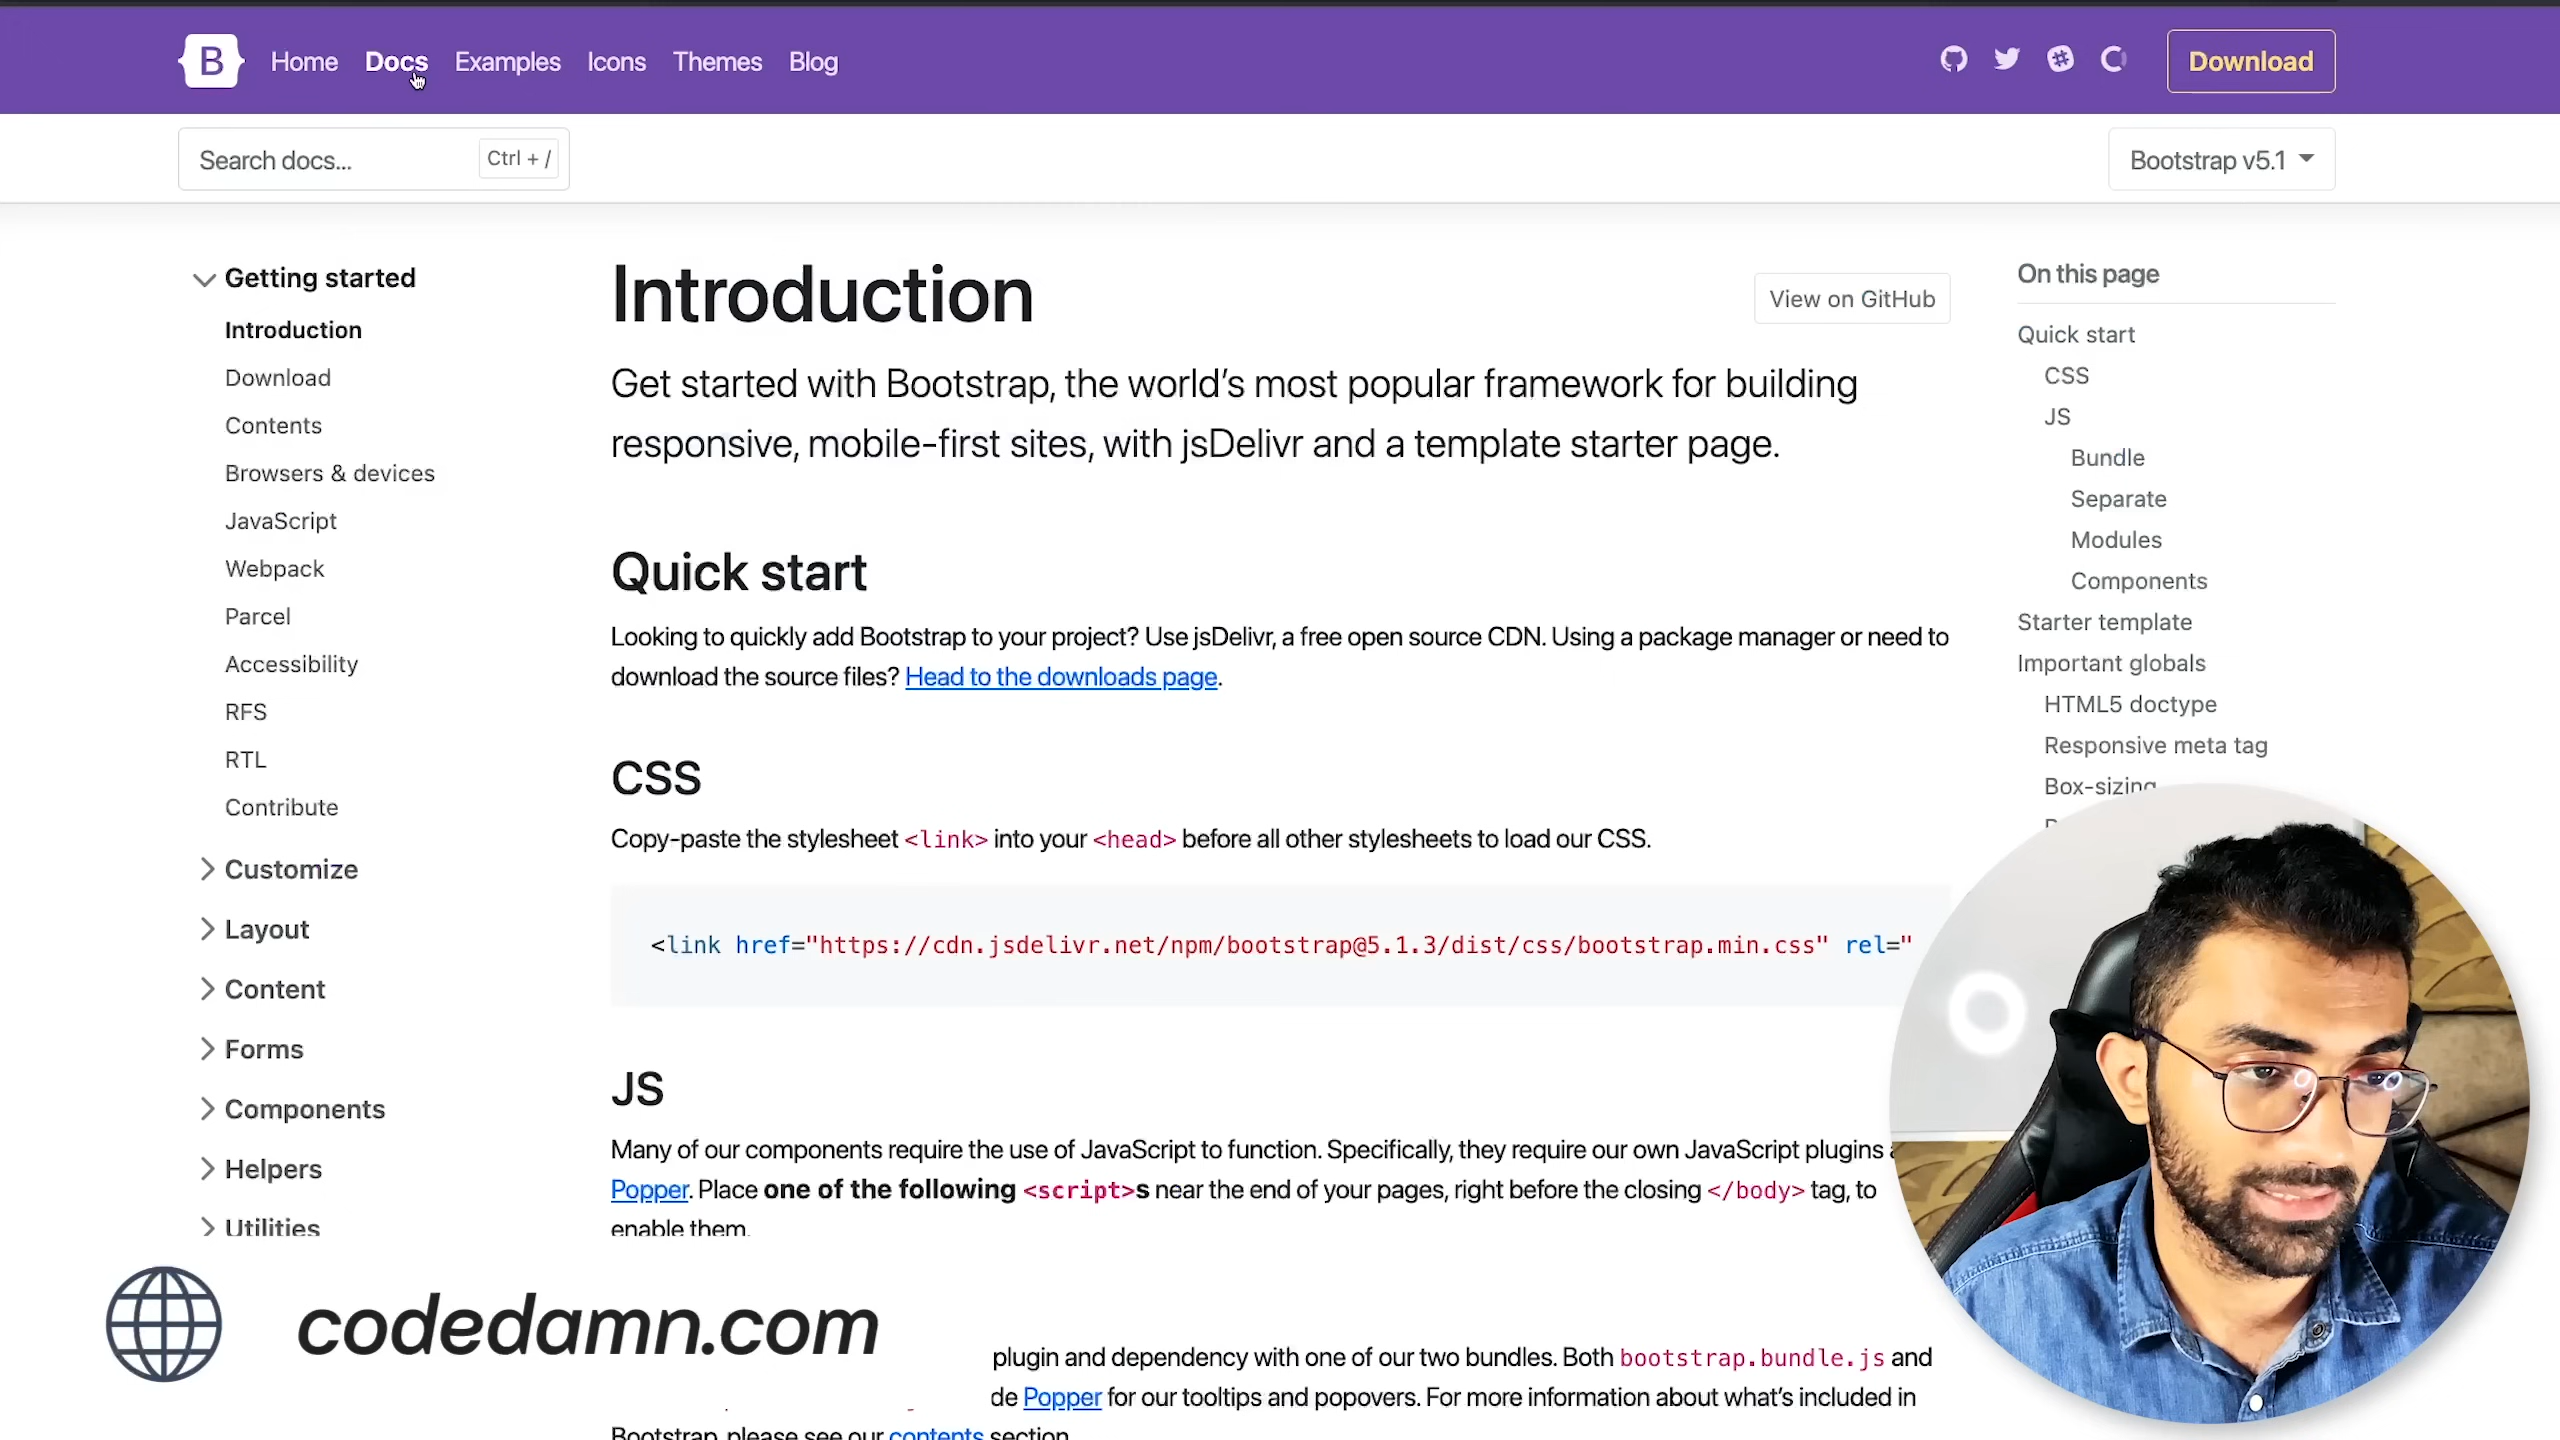 B Home Docs Examples Icons Themes Blog Download
Search docs... Ctrl + / Bootstrap v5.1
Getting started
Introduction
Download
Contents
Browsers & devices
JavaScript
Webpack
Parcel
Accessibility
RFS
RTL
Contribute
Customize
Layout
Content
Forms
Components
Helpers
Utilities
Introduction
View on GitHub
Get started with Bootstrap, the world's most popular framework for building
responsive, mobile-first sites, with jsDelivr and a template starter page.
Quick start
Looking to quickly add Bootstrap to your project? Use jsDelivr, a free open source CDN. Using a package manager or need to
download the source files? Head to the downloads page.
CSS
Copy-paste the stylesheet <link> into your <head> before all other stylesheets to load our CSS.
<link href="https://cdn.jsdelivr.net/npm/bootstrap@5.1.3/dist/css/bootstrap.min.css" rel="
JS
Many of our components require the use of JavaScript to function. Specifically, they require our own JavaScript plugins
Popper. Place one of the following <script>s near the end of your pages, right before the closing </body> tag, to
enable them.
plugin and dependency with one of our two bundles. Both bootstrap.bundle.js and
de Popper for our tooltips and popovers. For more information about what's included in
Bootstrap, please see our contents section
On this page
Quick start
CSS
JS
Bundle
Separate
Modules
Components
Starter template
Important globals
HTML5 doctype
Responsive meta tag
Box-sizing
codedamn.com